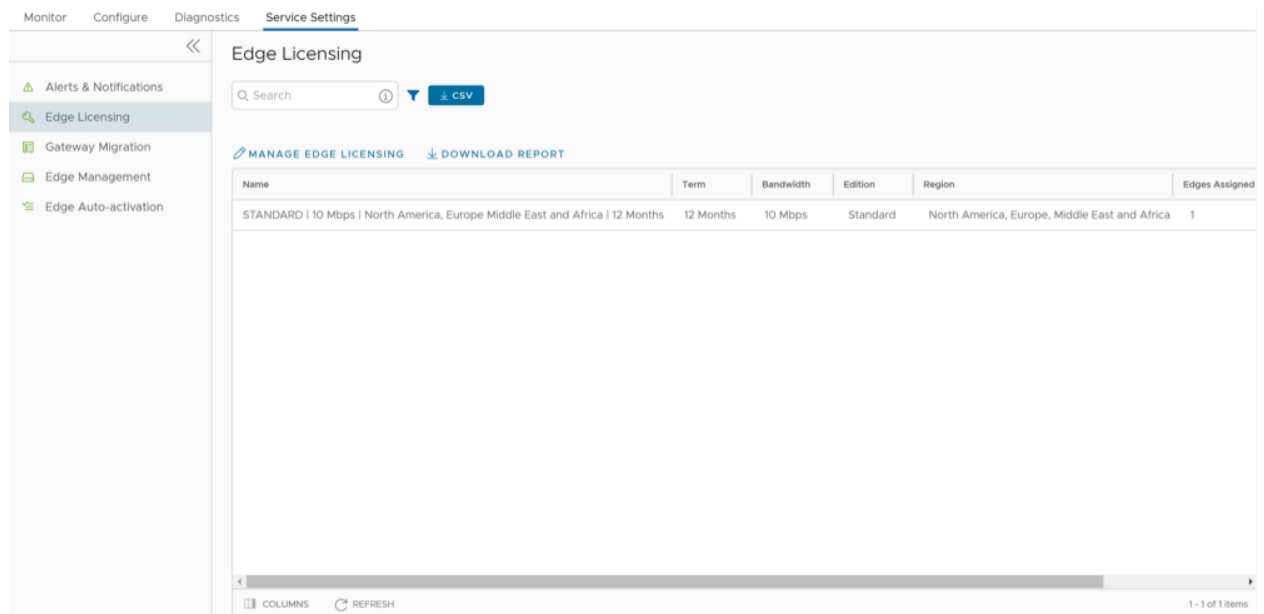 Monitor Configure Diagnostics Service Settings
Edge Licensing
Alerts & Notifications
Edge Licensing
Gateway Migration
Edge Management
Edge Auto-activation
Search
CSV
MANAGE EDGE LICENSING DOWNLOAD REPORT
Name Term Bandwidth Edition Region Edges Assigned
STANDARD | 10 Mbps | North America, Europe Middle East and Africa | 12 Months 12 Months 10 Mbps Standard North America, Europe, Middle East and Africa 1
COLUMNS REFRESH 1 - 1 of 1 items